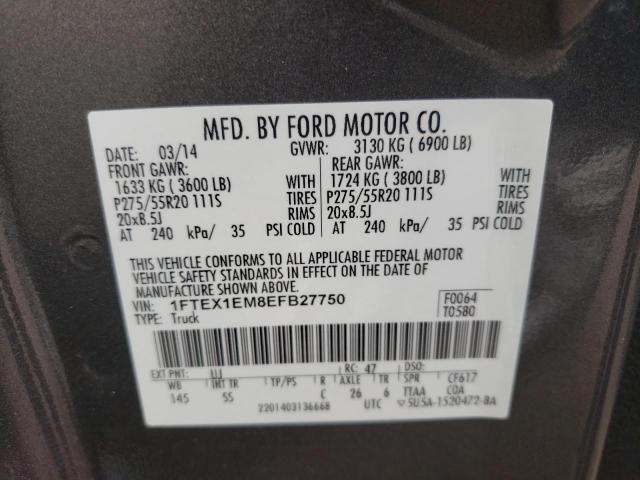 MFD. BY FORD MOTOR CO.
DATE: 03/14 GVWR: 3130 KG ( 6900 LB)
FRONT GAWR: REAR GAWR:
1633 KG ( 3600 LB) WITH 1724 KG ( 3800 LB) WITH
P275/55R20 111S TIRES P275/55R20 111S TIRES
20x8.5J RIMS 20x8.5J RIMS
AT 240 kPa/ 35 PSI COLD AT 240 kPa/ 35 PSI COLD
THIS VEHICLE CONFORMS TO ALL APPLICABLE FEDERAL MOTOR
VEHICLE SAFETY STANDARDS IN EFFECT ON THE DATE OF
MANUFACTURE SHOWN ABOVE.
VIN: 1FTEX1EM8EFB27750 F0064
TYPE: Truck T0580
EXT PNT: UJ RC: 47 DSO:
WB INT TR TP/PS R AXLE TR SPR CF617
145 SS C 26 6 TTAA COA
2201403136668 UTC ▽5U5A-1520472-BA